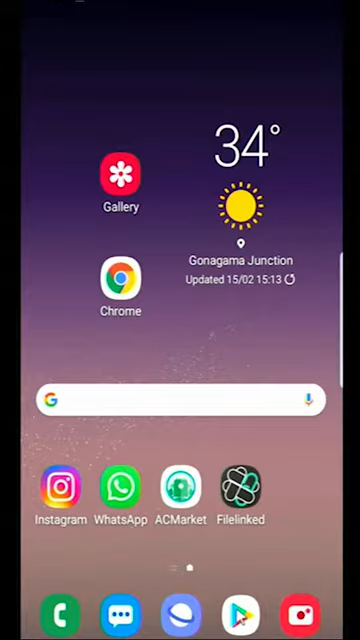 34°
Gallery
Gonagama Junction
Updated 15/02 15:13
Chrome
Instagram
WhatsApp
ACMarket
Filelinked